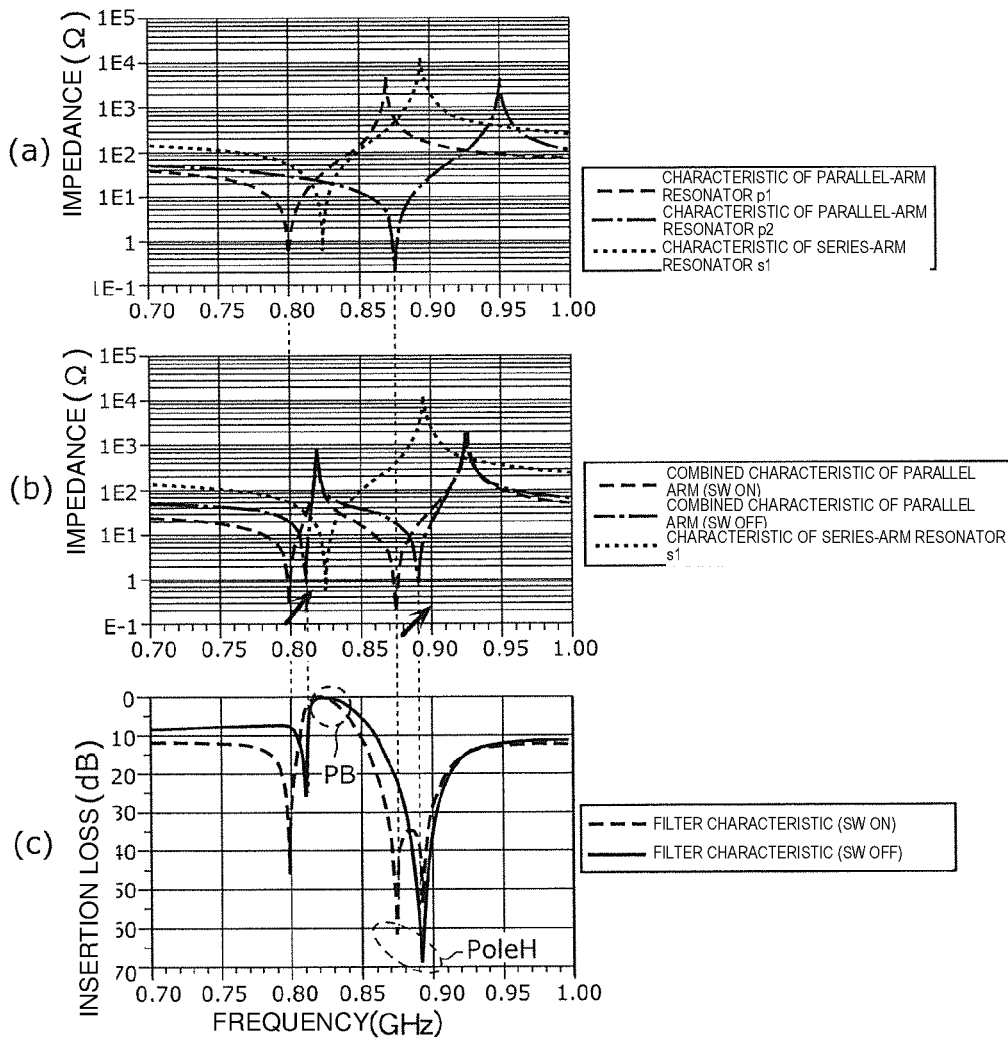 (a)
IMPEDANCE(Ω)
1E5
1E4
1E3
1E2
1E1
1
1E-1
0.70 0.75 0.80 0.85 0.90 0.95 1.00
CHARACTERISTIC OF PARALLEL-ARM
RESONATOR p1
CHARACTERISTIC OF PARALLEL-ARM
RESONATOR p2
CHARACTERISTIC OF SERIES-ARM
RESONATOR s1
(b)
IMPEDANCE(Ω)
1E5
1E4
1E3
1E2
1E1
1
E-1
0.70 0.75 0.80 0.85 0.90 0.95 1.00
COMBINED CHARACTERISTIC OF PARALLEL
ARM (SW ON)
COMBINED CHARACTERISTIC OF PARALLEL
ARM (SW OFF)
CHARACTERISTIC OF SERIES-ARM RESONATOR
s1
(c)
INSERTION LOSS(dB)
0
10
20
30
40
50
60
70
PB
PoleH
0.70 0.75 0.80 0.85 0.90 0.95 1.00
FREQUENCY(GHz)
FILTER CHARACTERISTIC (SW ON)
FILTER CHARACTERISTIC (SW OFF)